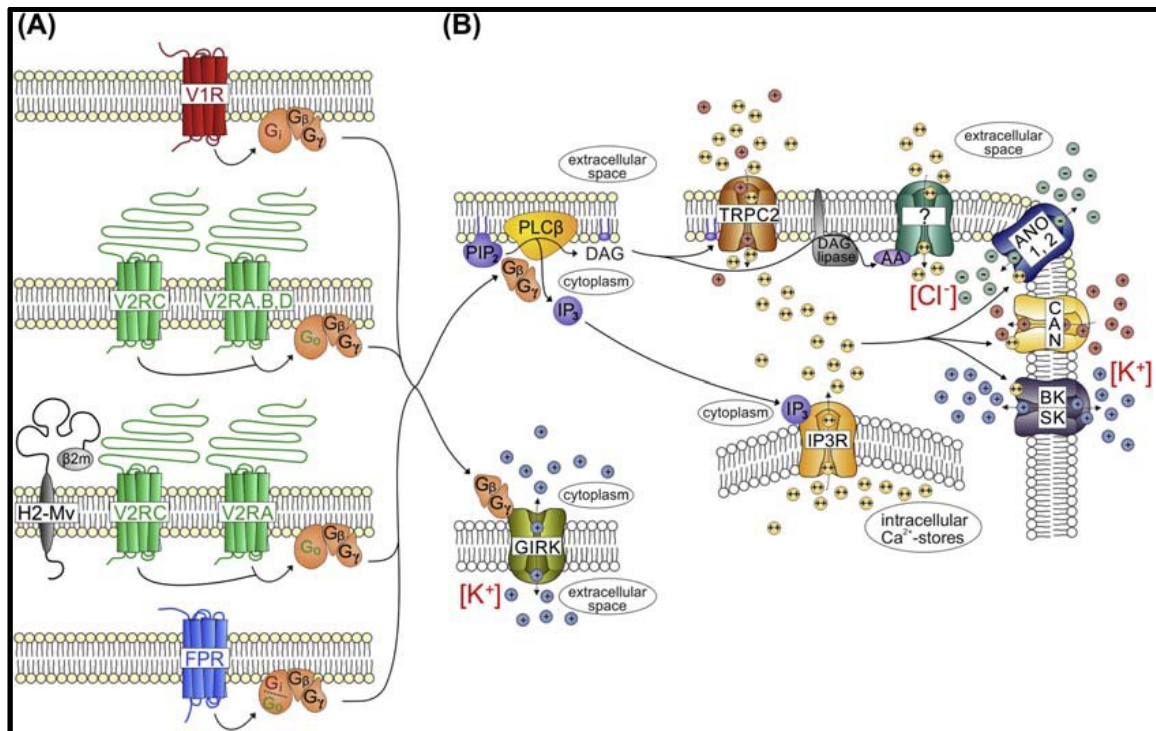 (A)
V1R
Gi
Gβ
Gγ
V2RC
V2RA,B,D
Go
Gβ
Gγ
β2m
H2-Mv
V2RC
V2RA
Go
Gβ
Gγ
FPR
Gi
Go
Gβ
Gγ
(B)
extracellular
space
PLCβ
PIP2
DAG
Gβ
Gγ
cytoplasm
IP3
TRPC2
DAG
lipase
AA
?
extracellular
space
ANO
1, 2
[Cl-]
C
A
N
[K+]
BK
SK
cytoplasm
IP3
IP3R
intracellular
Ca2+-stores
Gβ
Gγ
cytoplasm
GIRK
[K+]
extracellular
space